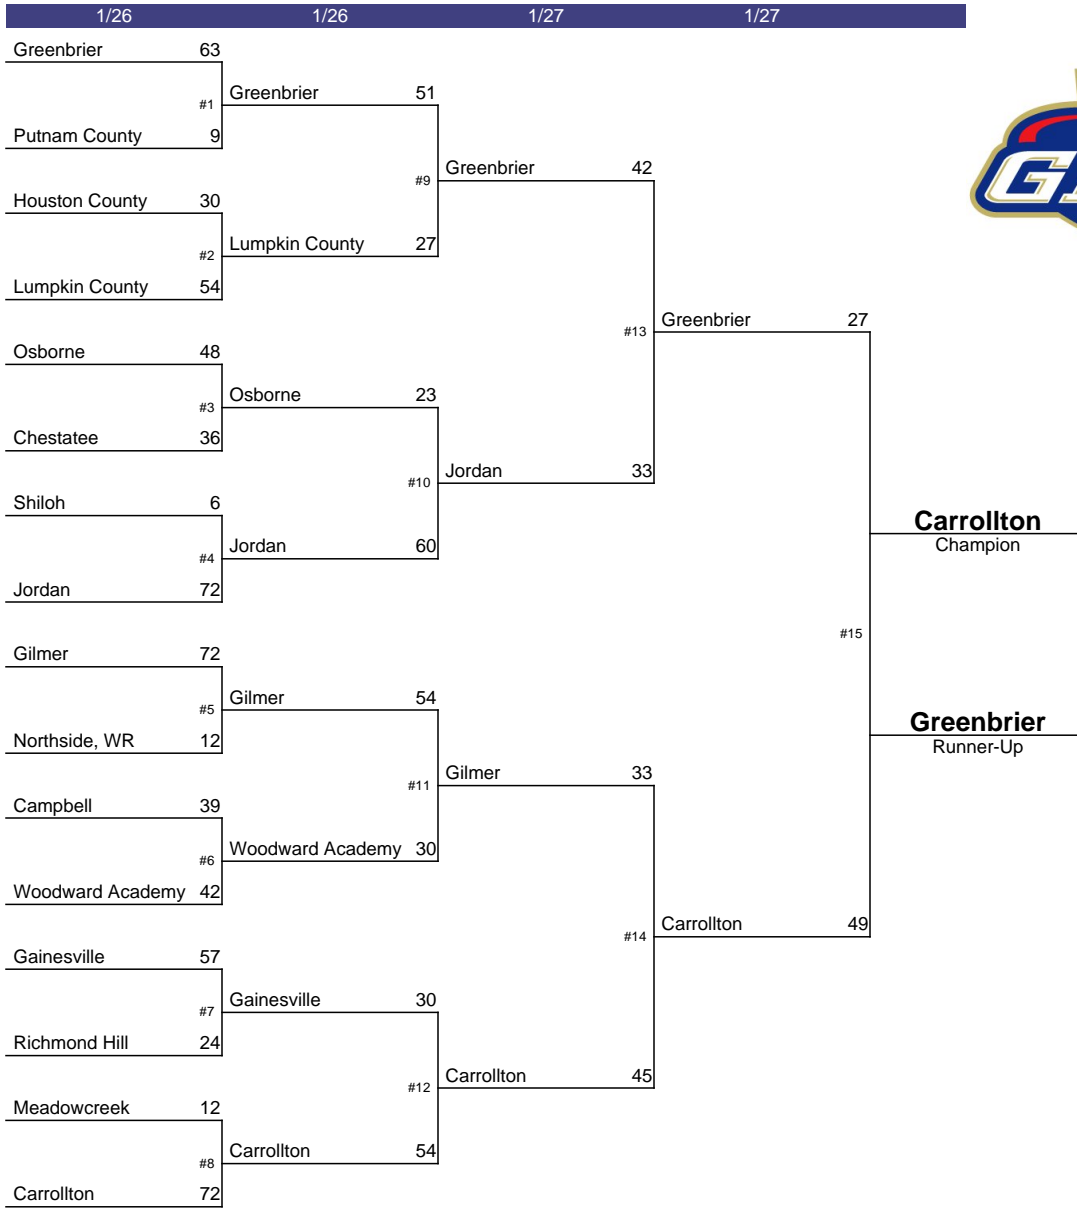 1/26 1/26 1/27 1/27
Greenbrier 63
#1 Greenbrier 51
Putnam County 9
#9 Greenbrier 42
Houston County 30
#2 Lumpkin County 27
Lumpkin County 54
#13 Greenbrier 27
Osborne 48
#3 Osborne 23
Chestatee 36
#10 Jordan 33
Shiloh 6
#4 Jordan 60
Jordan 72
Carrollton
Champion
#15
Gilmer 72
#5 Gilmer 54
Northside, WR 12
Greenbrier
Runner-Up
#11 Gilmer 33
Campbell 39
#6 Woodward Academy 30
Woodward Academy 42
#14 Carrollton 49
Gainesville 57
#7 Gainesville 30
Richmond Hill 24
#12 Carrollton 45
Meadowcreek 12
#8 Carrollton 54
Carrollton 72